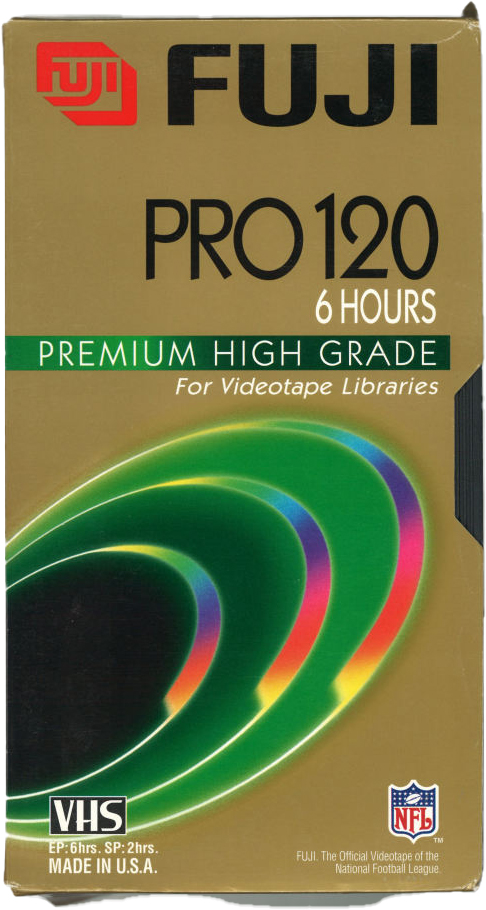 FUJI FUJI
PRO 120
6 HOURS
PREMIUM HIGH GRADE
For Videotape Libraries
VHS
EP: 6hrs. SP: 2hrs.
MADE IN U.S.A.
NFL
TM
FUJI. The Official Videotape of the
National Football League.